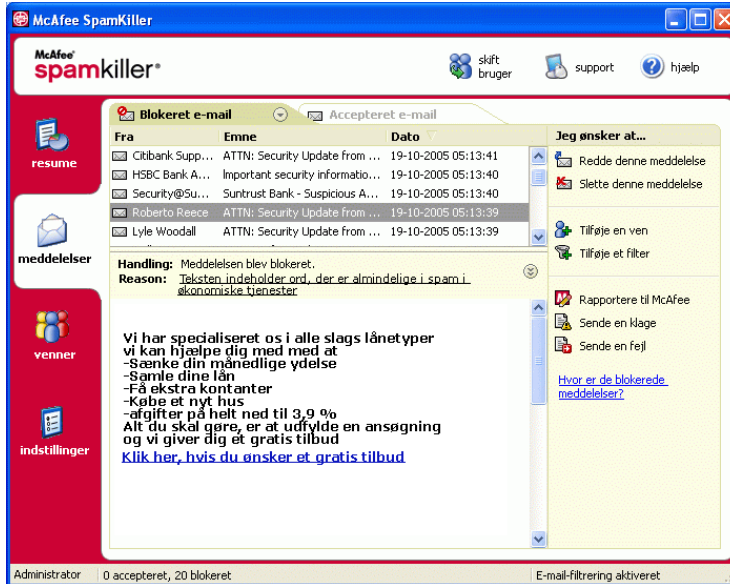 McAfee SpamKiller
McAfee®
spamkiller®
skift bruger
support
hjælp
resume
meddelelser
venner
indstillinger
Blokeret e-mail
Accepteret e-mail
Fra Emne Dato
Citibank Supp... ATTN: Security Update from ... 19-10-2005 05:13:41
HSBC Bank A... Important security informatio... 19-10-2005 05:13:40
Security@Su... Suntrust Bank - Suspicious A... 19-10-2005 05:13:40
Roberto Reece ATTN: Security Update from ... 19-10-2005 05:13:39
Lyle Woodall ATTN: Security Update from ... 19-10-2005 05:13:39
Handling: Meddelelsen blev blokeret.
Reason: Teksten indeholder ord, der er almindelige i spam i
økonomiske tjenester
Vi har specialiseret os i alle slags lånetyper
vi kan hjælpe dig med med at
-Sænke din månedlige ydelse
-Samle dine lån
-Få ekstra kontanter
-Købe et nyt hus
-afgifter på helt ned til 3,9 %
Alt du skal gøre, er at udfylde en ansøgning
og vi giver dig et gratis tilbud
Klik her, hvis du ønsker et gratis tilbud
Jeg ønsker at...
Redde denne meddelelse
Slette denne meddelelse
Tilføje en ven
Tilføje et filter
Rapportere til McAfee
Sende en klage
Sende en fejl
Hvor er de blokerede
meddelelser?
Administrator
0 accepteret, 20 blokeret
E-mail-filtrering aktiveret